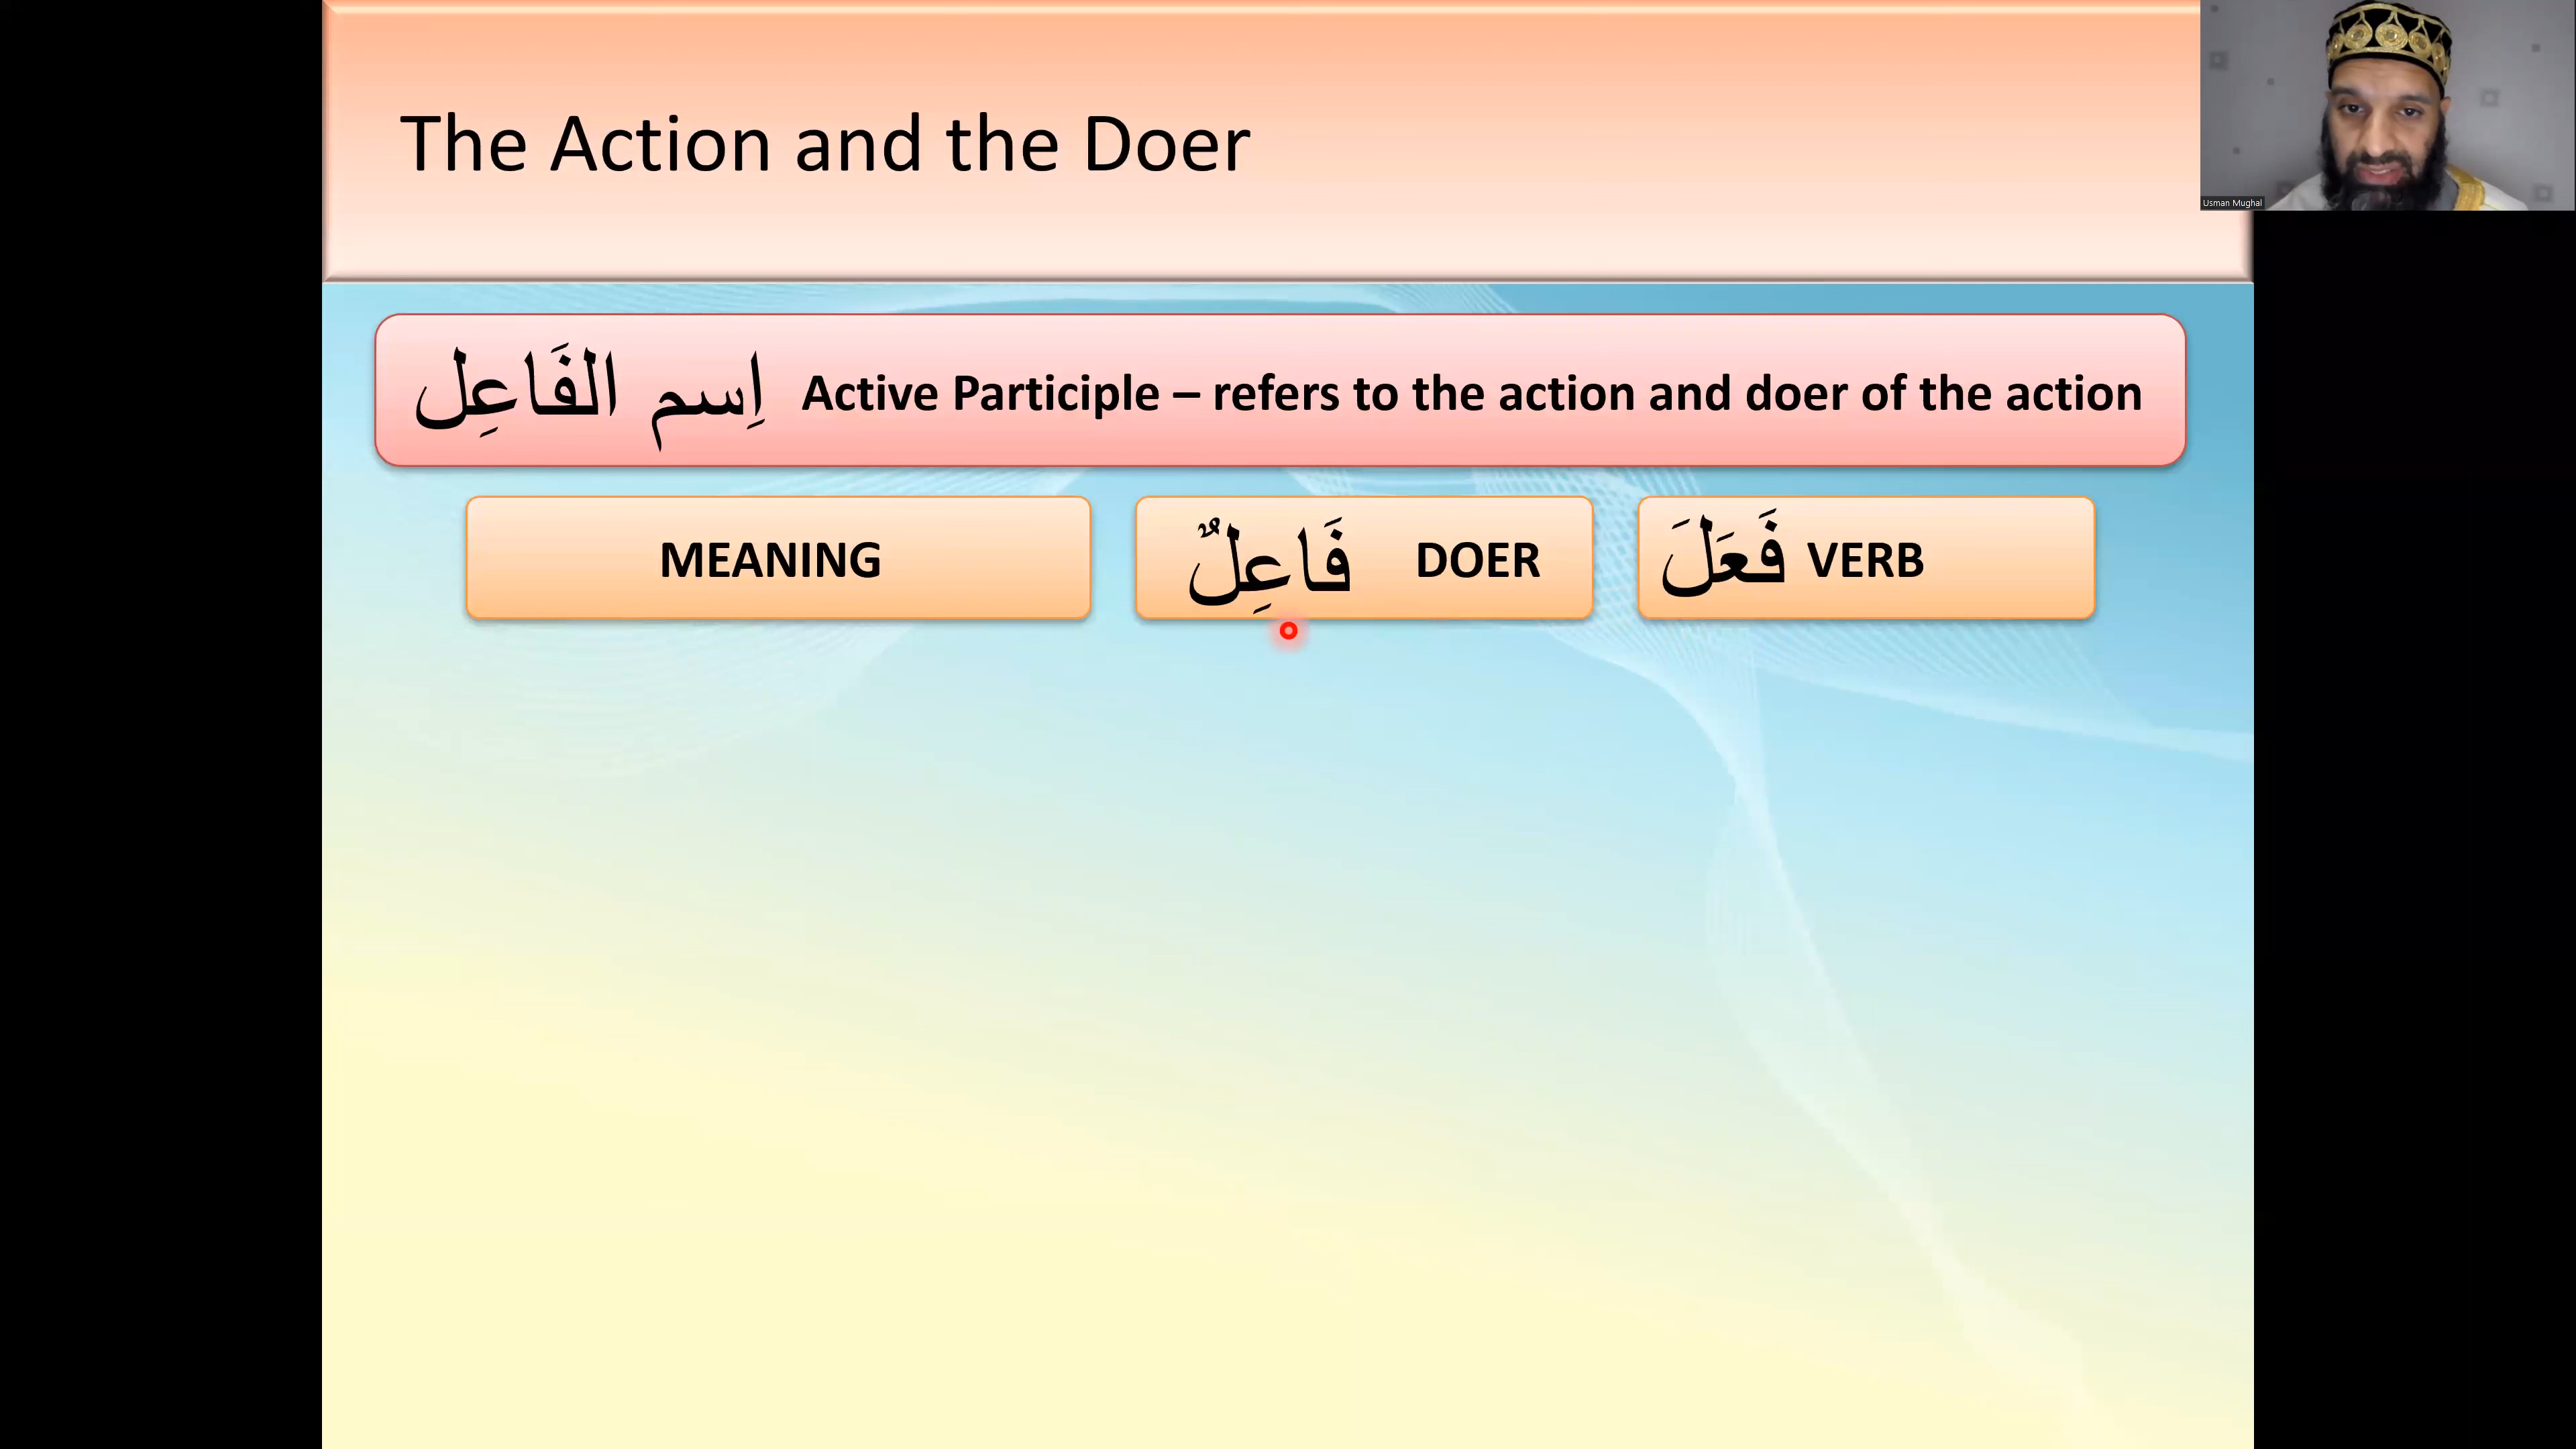 The Action and the Doer
Usman Mughal
اِسم الفَاعِل Active Participle – refers to the action and doer of the action
MEANING
فَاعِلٌ DOER
فَعَلَ VERB